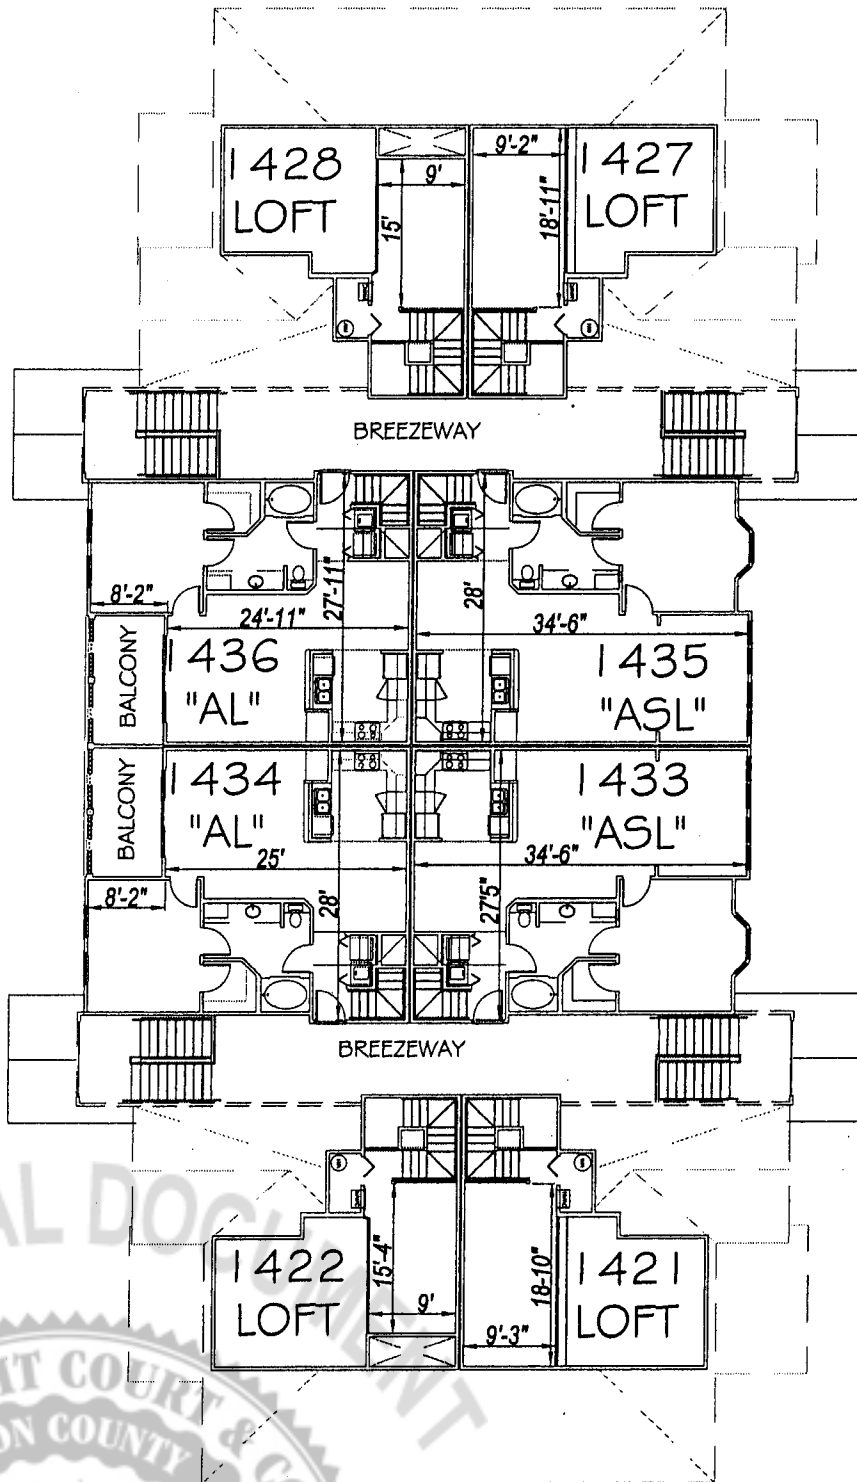 1428
LOFT
9'
15'
9'-2"
18'-11"
1427
LOFT
BREEZEWAY
8'-2"
24'-11"
27'-11"
28'
34'-6"
BALCONY
1436
"AL"
1435
"ASL"
BALCONY
1434
"AL"
1433
"ASL"
25'
34'-6"
8'-2"
28'
27'5"
BREEZEWAY
1422
LOFT
15'-4"
9'
18-10"
9'-3"
1421
LOFT
AL DOCUMENT
IT COURT & C
ON COUNTY